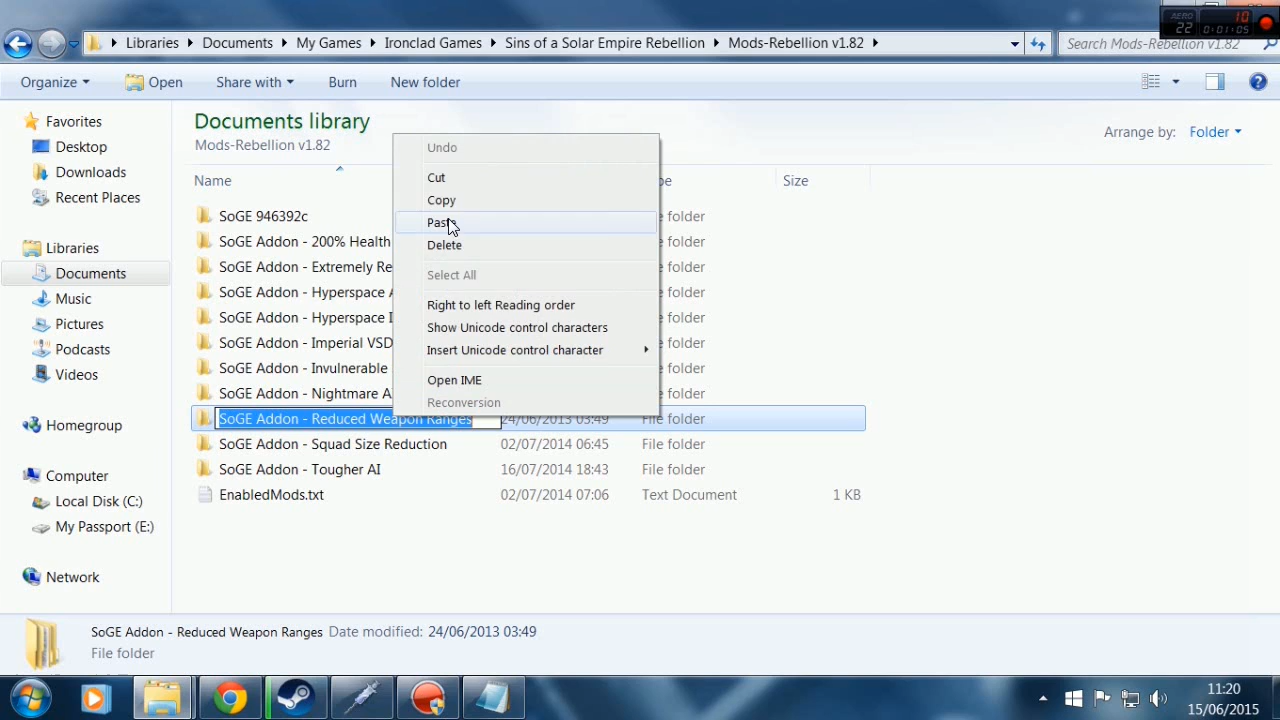 AERO
22
10
0:01:05
Libraries Documents My Games Ironclad Games Sins of a Solar Empire Rebellion Mods-Rebellion v1.82
Search Mods-Rebellion v1.82
Organize Open Share with Burn New folder
Favorites
Desktop
Downloads
Recent Places
Libraries
Documents
Music
Pictures
Podcasts
Videos
Homegroup
Computer
Local Disk (C:)
My Passport (E:)
Network
Documents library
Mods-Rebellion v1.82
Arrange by: Folder
Name Size
SoGE 946392c folder
SoGE Addon - 200% Health folder
SoGE Addon - Extremely Re folder
SoGE Addon - Hyperspace folder
SoGE Addon - Hyperspace folder
SoGE Addon - Imperial VSD folder
SoGE Addon - Invulnerable folder
SoGE Addon - Nightmare AI folder
SoGE Addon - Reduced Weapon Ranges 24/06/2013 03:49 File folder
SoGE Addon - Squad Size Reduction 02/07/2014 06:45 File folder
SoGE Addon - Tougher AI 16/07/2014 18:43 File folder
EnabledMods.txt 02/07/2014 07:06 Text Document 1 KB
Undo
Cut
Copy
Paste
Delete
Select All
Right to left Reading order
Show Unicode control characters
Insert Unicode control character
Open IME
Reconversion
SoGE Addon - Reduced Weapon Ranges Date modified: 24/06/2013 03:49
File folder
11:20
15/06/2015